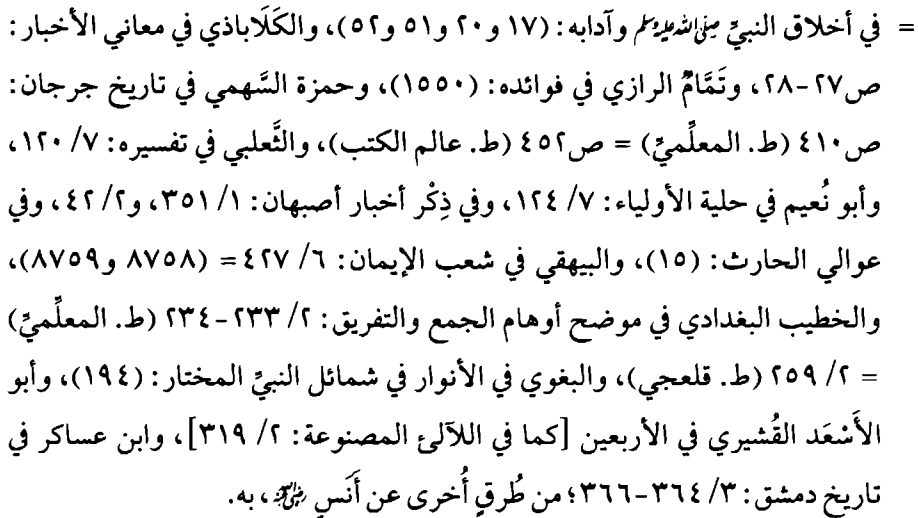 = في أخلاق النبيِّ ﷺ وآدابه: (١٧ و٢٠ و٥١ و٥٢)، والكَلَاباذي في معاني الأخبار:
ص٢٧-٢٨، وتَمَّامٌ الرازي في فوائده: (١٥٥٠)، وحمزة السَّهمي في تاريخ جرجان:
ص٤١٠ (ط. المعلِّميّ) = ص٤٥٢ (ط. عالم الكتب)، والثَّعلبي في تفسيره: ٧/ ١٢٠،
وأبو نُعيم في حلية الأولياء: ٧/ ١٢٤، وفي ذِكْر أخبار أصبهان: ١/ ٣٥١، و٢/ ٤٢، وفي
عوالي الحارث: (١٥)، والبيهقي في شعب الإيمان: ٦/ ٤٢٧= (٨٧٥٨ و٨٧٥٩)،
والخطيب البغدادي في موضح أوهام الجمع والتفريق: ٢/ ٢٣٣-٢٣٤ (ط. المعلِّميّ)
= ٢/ ٢٥٩ (ط. قلعجي)، والبغوي في الأنوار في شمائل النبيِّ المختار: (١٩٤)، وأبو
الأَسْعَد القُشيري في الأربعين [كما في اللآلئ المصنوعة: ٢/ ٣١٩]، وابن عساكر في
تاريخ دمشق: ٣/ ٣٦٤-٣٦٦؛ من طُرقٍ أُخرى عن أَنَس رضي الله عنه، به.